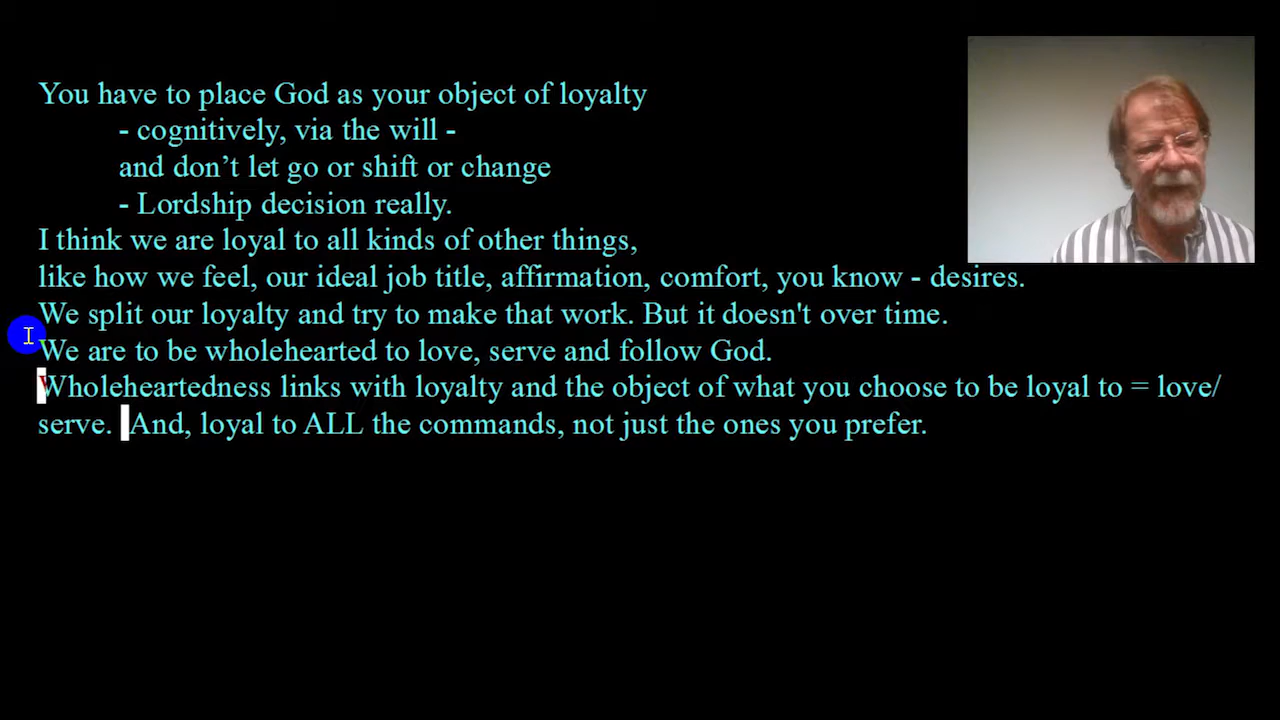 You have to place God as your object of loyalty
- cognitively, via the will -
and don’t let go or shift or change
- Lordship decision really.
I think we are loyal to all kinds of other things,
like how we feel, our ideal job title, affirmation, comfort, you know - desires.
We split our loyalty and try to make that work. But it doesn't over time.
We are to be wholehearted to love, serve and follow God.
Wholeheartedness links with loyalty and the object of what you choose to be loyal to = love/
serve. And, loyal to ALL the commands, not just the ones you prefer.